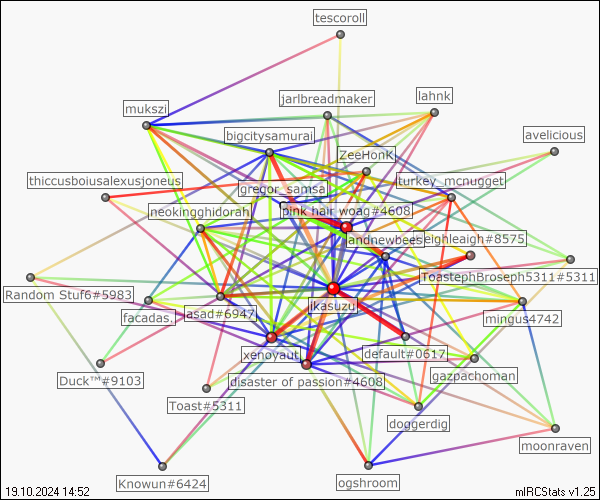 tescoroll
jarlbreadmaker
lahnk
mukszi
bigcitysamurai
avelicious
ZeeHonK
thiccusboiusalexusjoneus
gregor_samsa
turkey_mcnugget
neokingghidorah
pink hair woag#4608
andnewbees
eighleaigh#8575
ToastephBroseph5311#5311
Random Stuf6#5983
ikasuzu
facadas.
asad#6947
mingus4742
xenoyaut
default#0617
disaster of passion#4608
gazpachoman
Duck™#9103
Toast#5311
doggerdig
moonraven
Knowun#6424
ogshroom
19.10.2024 14:52
mIRCStats v1.25